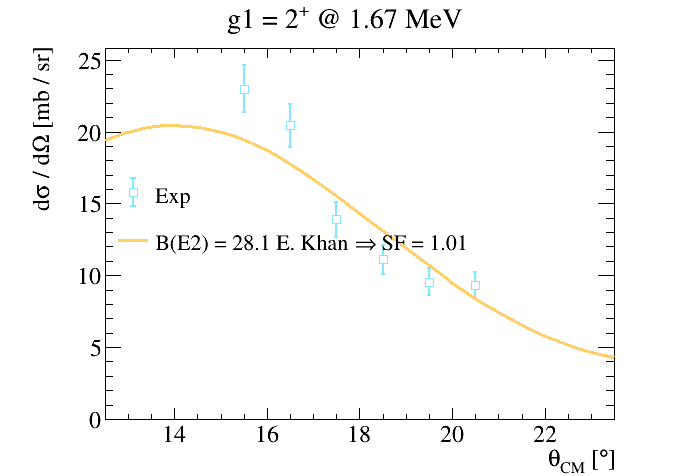 g1 = 2⁺ @ 1.67 MeV
dσ / dΩ [mb / sr]
25
20
15
10
5
0
Exp
B(E2) = 28.1 E. Khan ⇒ SF = 1.01
14 16 18 20 22
θ_CM [°]